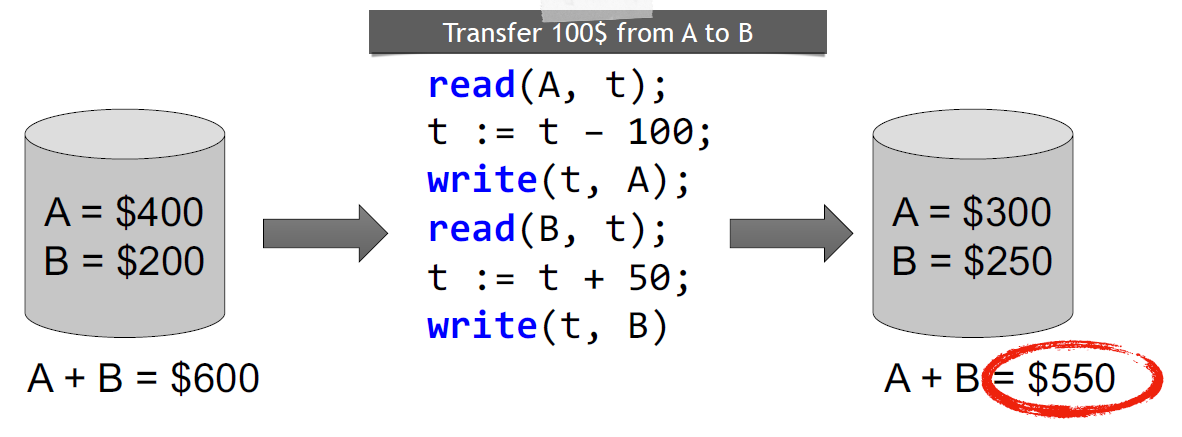 Transfer 100$ from A to B
read(A, t);
t := t – 100;
write(t, A);
read(B, t);
t := t + 50;
write(t, B)
A = $400
B = $200
A + B = $600
A = $300
B = $250
A + B = $550